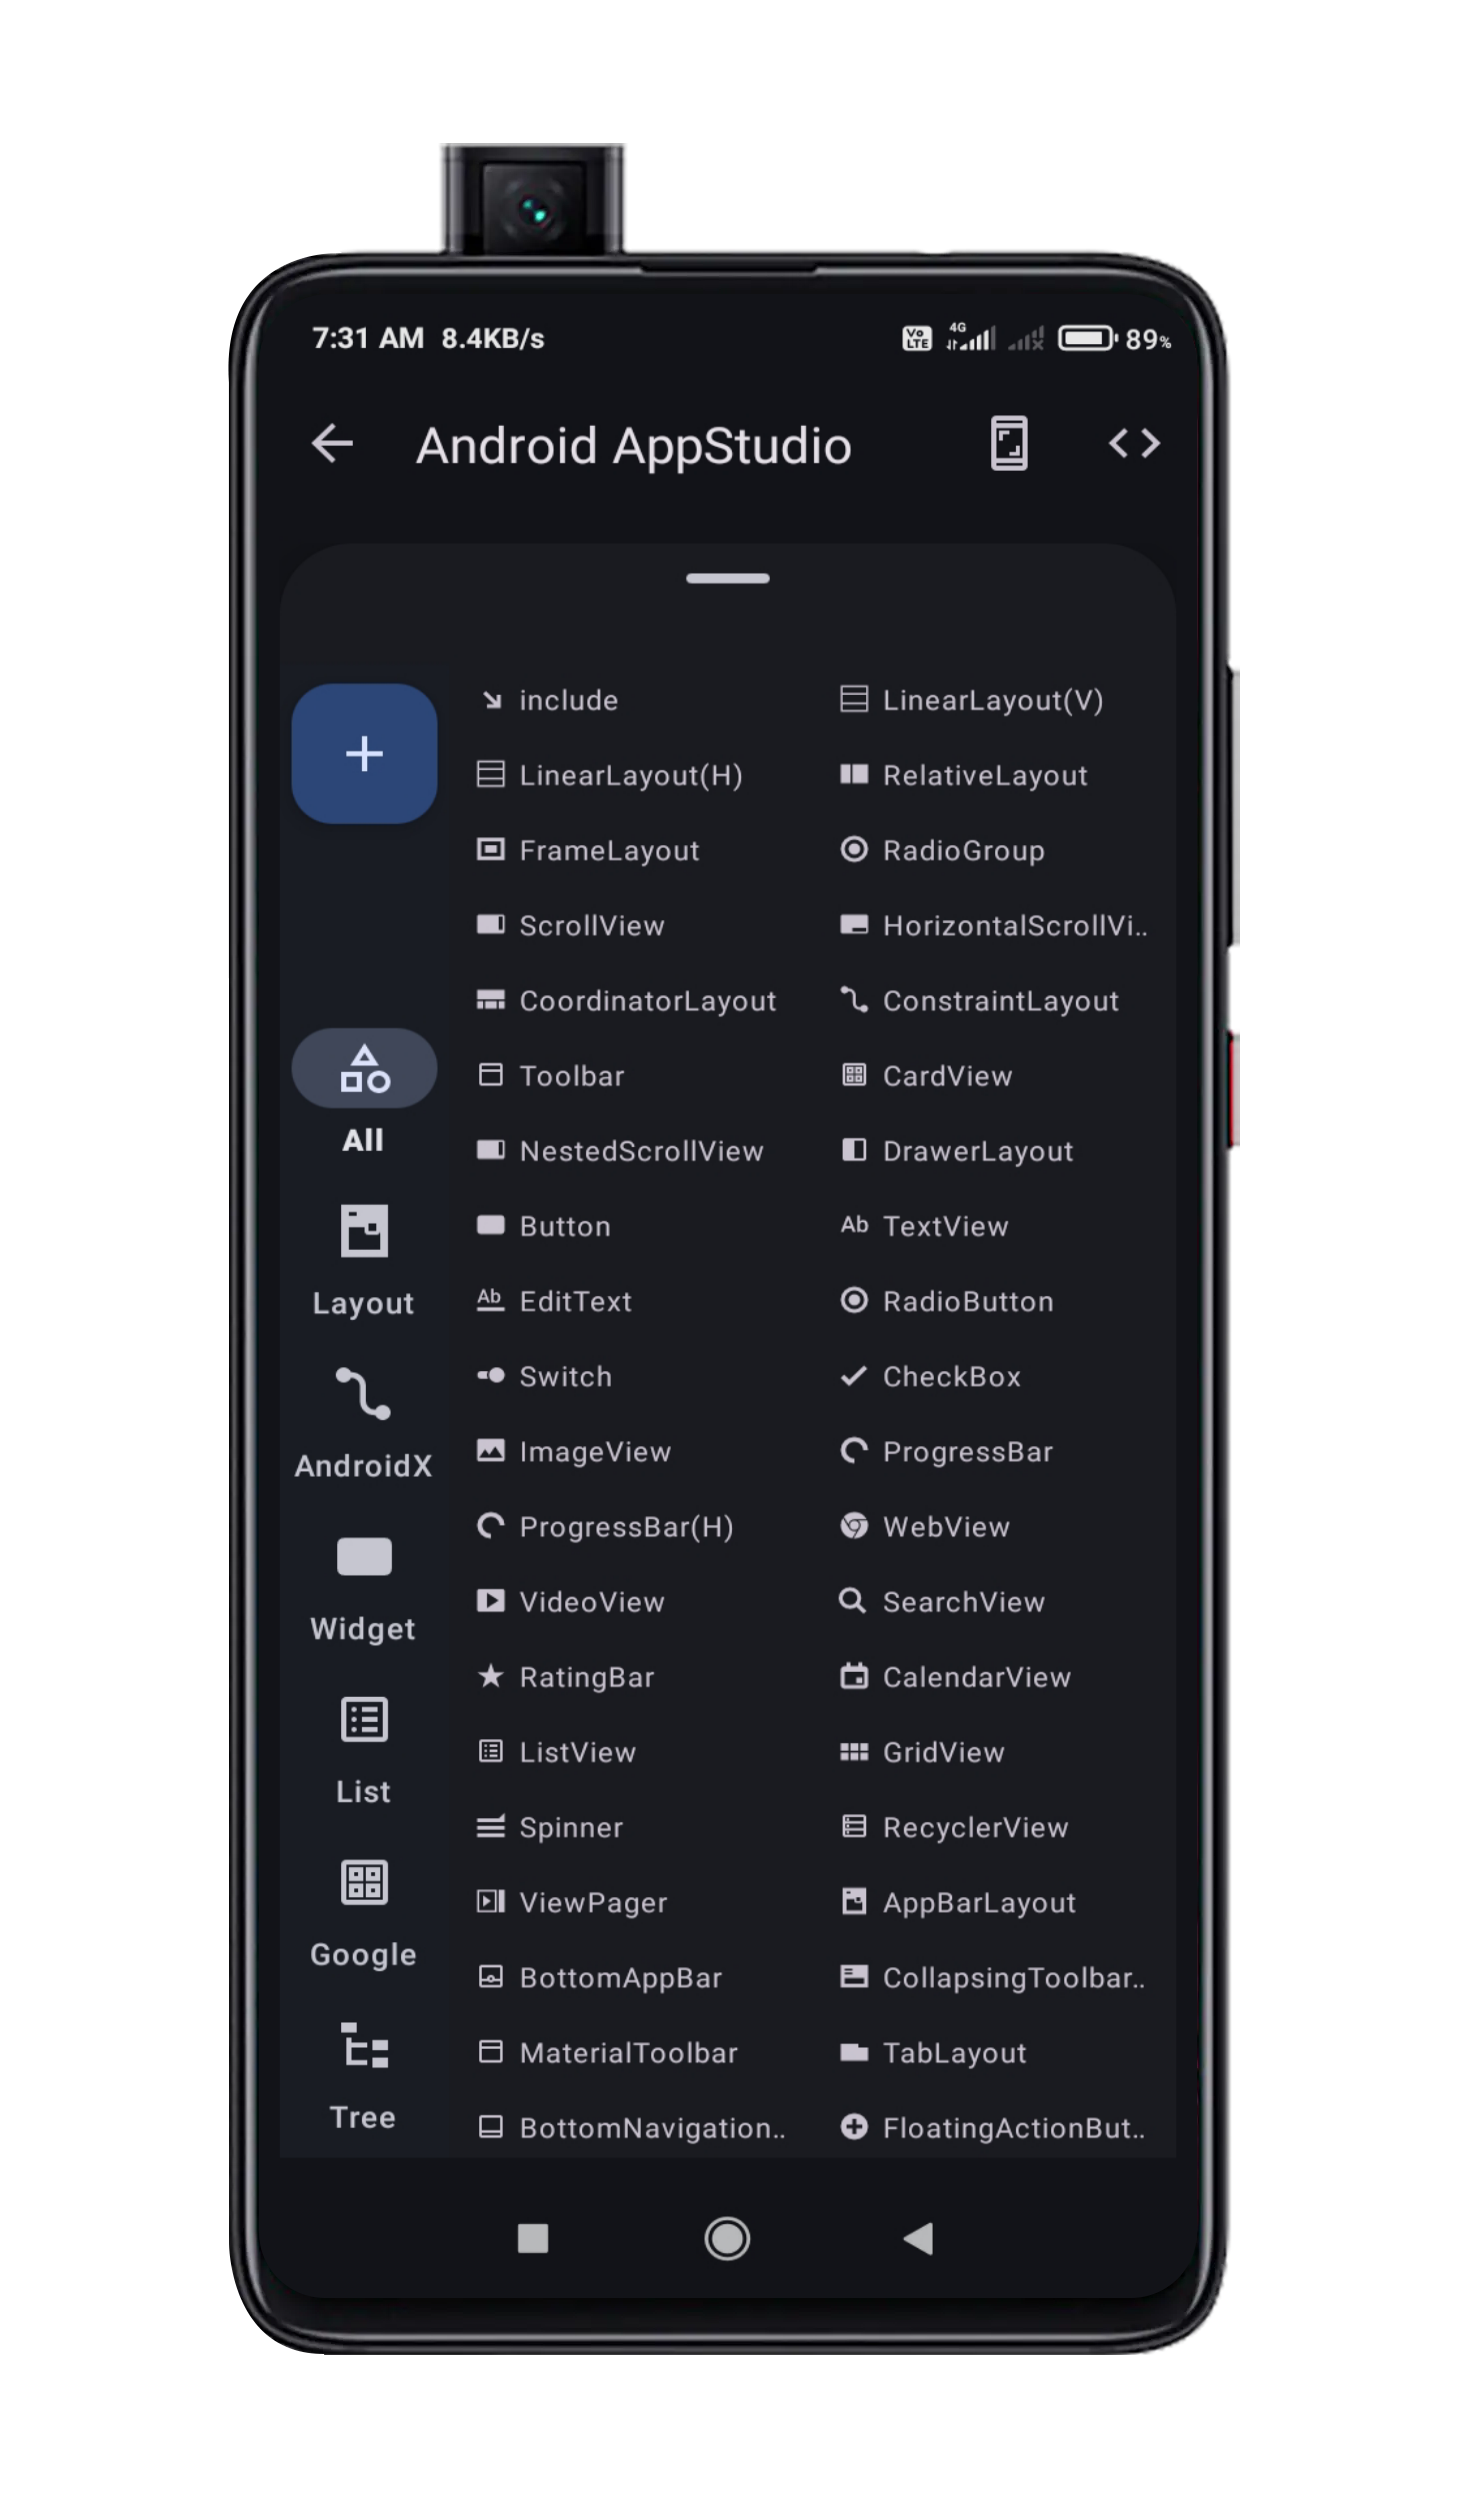 7:31 AM 8.4KB/s Vo LTE 4G 89%
Android AppStudio
include LinearLayout(V)
LinearLayout(H) RelativeLayout
FrameLayout RadioGroup
ScrollView HorizontalScrollVi..
CoordinatorLayout ConstraintLayout
Toolbar CardView
All
NestedScrollView DrawerLayout
Button Ab TextView
Layout
Ab EditText RadioButton
Switch CheckBox
AndroidX
ImageView ProgressBar
ProgressBar(H) WebView
Widget
VideoView SearchView
RatingBar CalendarView
List
ListView GridView
Spinner RecyclerView
ViewPager AppBarLayout
Google
BottomAppBar CollapsingToolbar..
MaterialToolbar TabLayout
Tree
BottomNavigation.. FloatingActionBut..